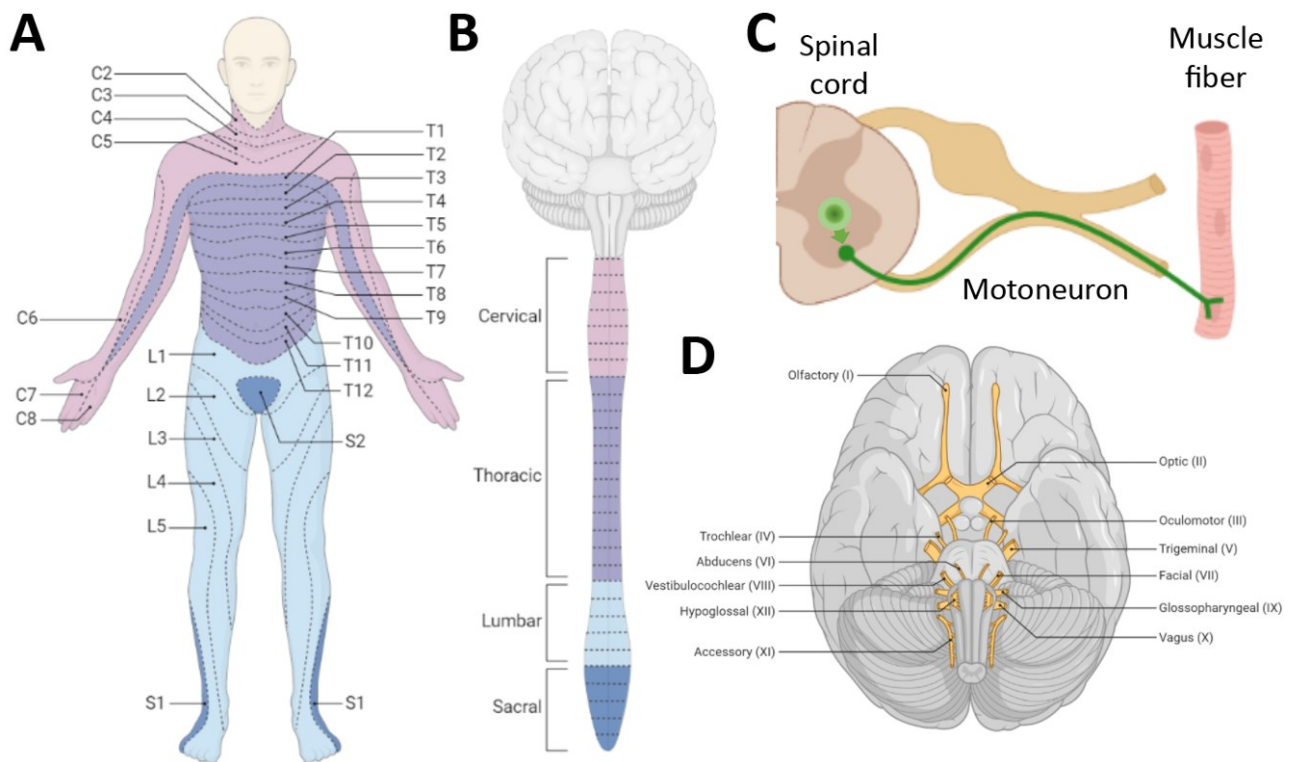 A
C2
C3
C4
C5
T1
T2
T3
T4
T5
T6
T7
T8
T9
T10
T11
T12
C6
C7
C8
L1
L2
L3
L4
L5
S2
S1
S1
B
Cervical
Thoracic
Lumbar
Sacral
C
Spinal
cord
Muscle
fiber
Motoneuron
D
Olfactory (I)
Optic (II)
Oculomotor (III)
Trochlear (IV)
Trigeminal (V)
Abducens (VI)
Facial (VII)
Vestibulocochlear (VIII)
Glossopharyngeal (IX)
Hypoglossal (XII)
Vagus (X)
Accessory (XI)